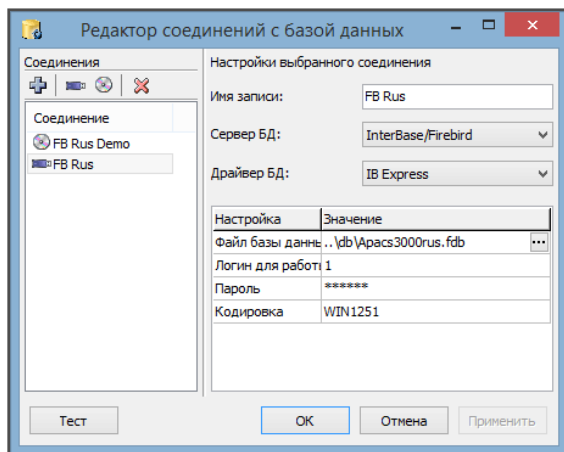 Редактор соединений с базой данных
Соединения
Соединение
FB Rus Demo
FB Rus
Настройки выбранного соединения
Имя записи: FB Rus
Сервер БД: InterBase/Firebird
Драйвер БД: IB Express
Настройка Значение
Файл базы данн ..\db\Apacs3000rus.fdb ...
Логин для работ 1
Пароль ******
Кодировка WIN1251
Тест OK Отмена Применить